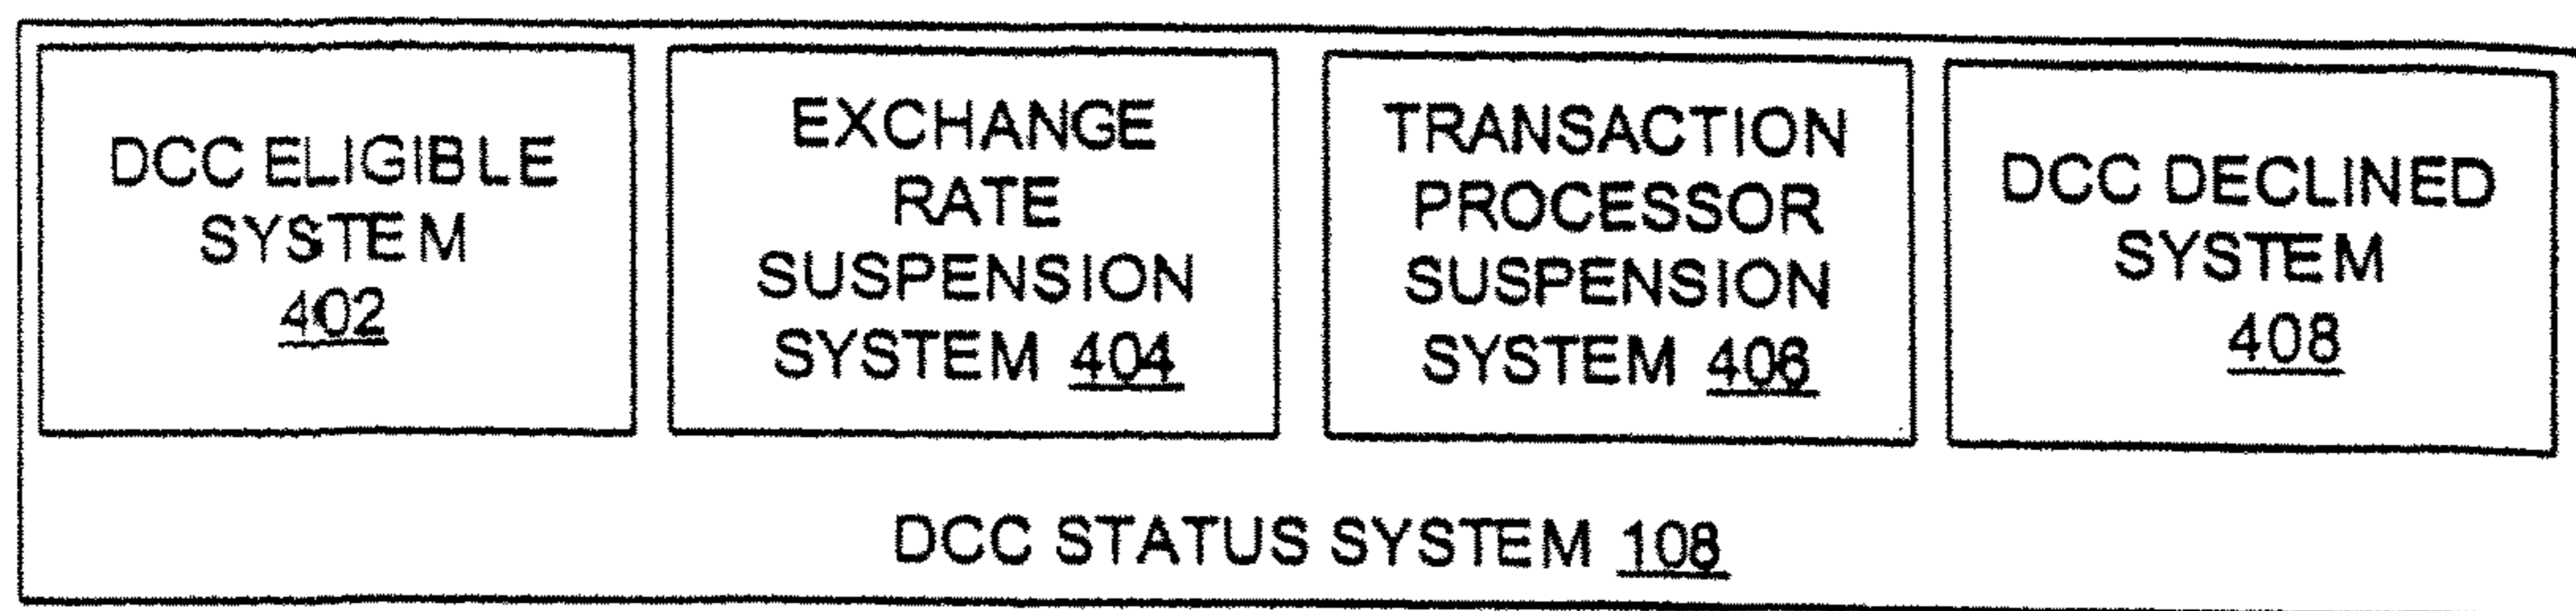 DCC ELIGIBLE
SYSTEM
402
EXCHANGE
RATE
SUSPENSION
SYSTEM 404
TRANSACTION
PROCESSOR
SUSPENSION
SYSTEM 406
DCC DECLINED
SYSTEM
408
DCC STATUS SYSTEM 108